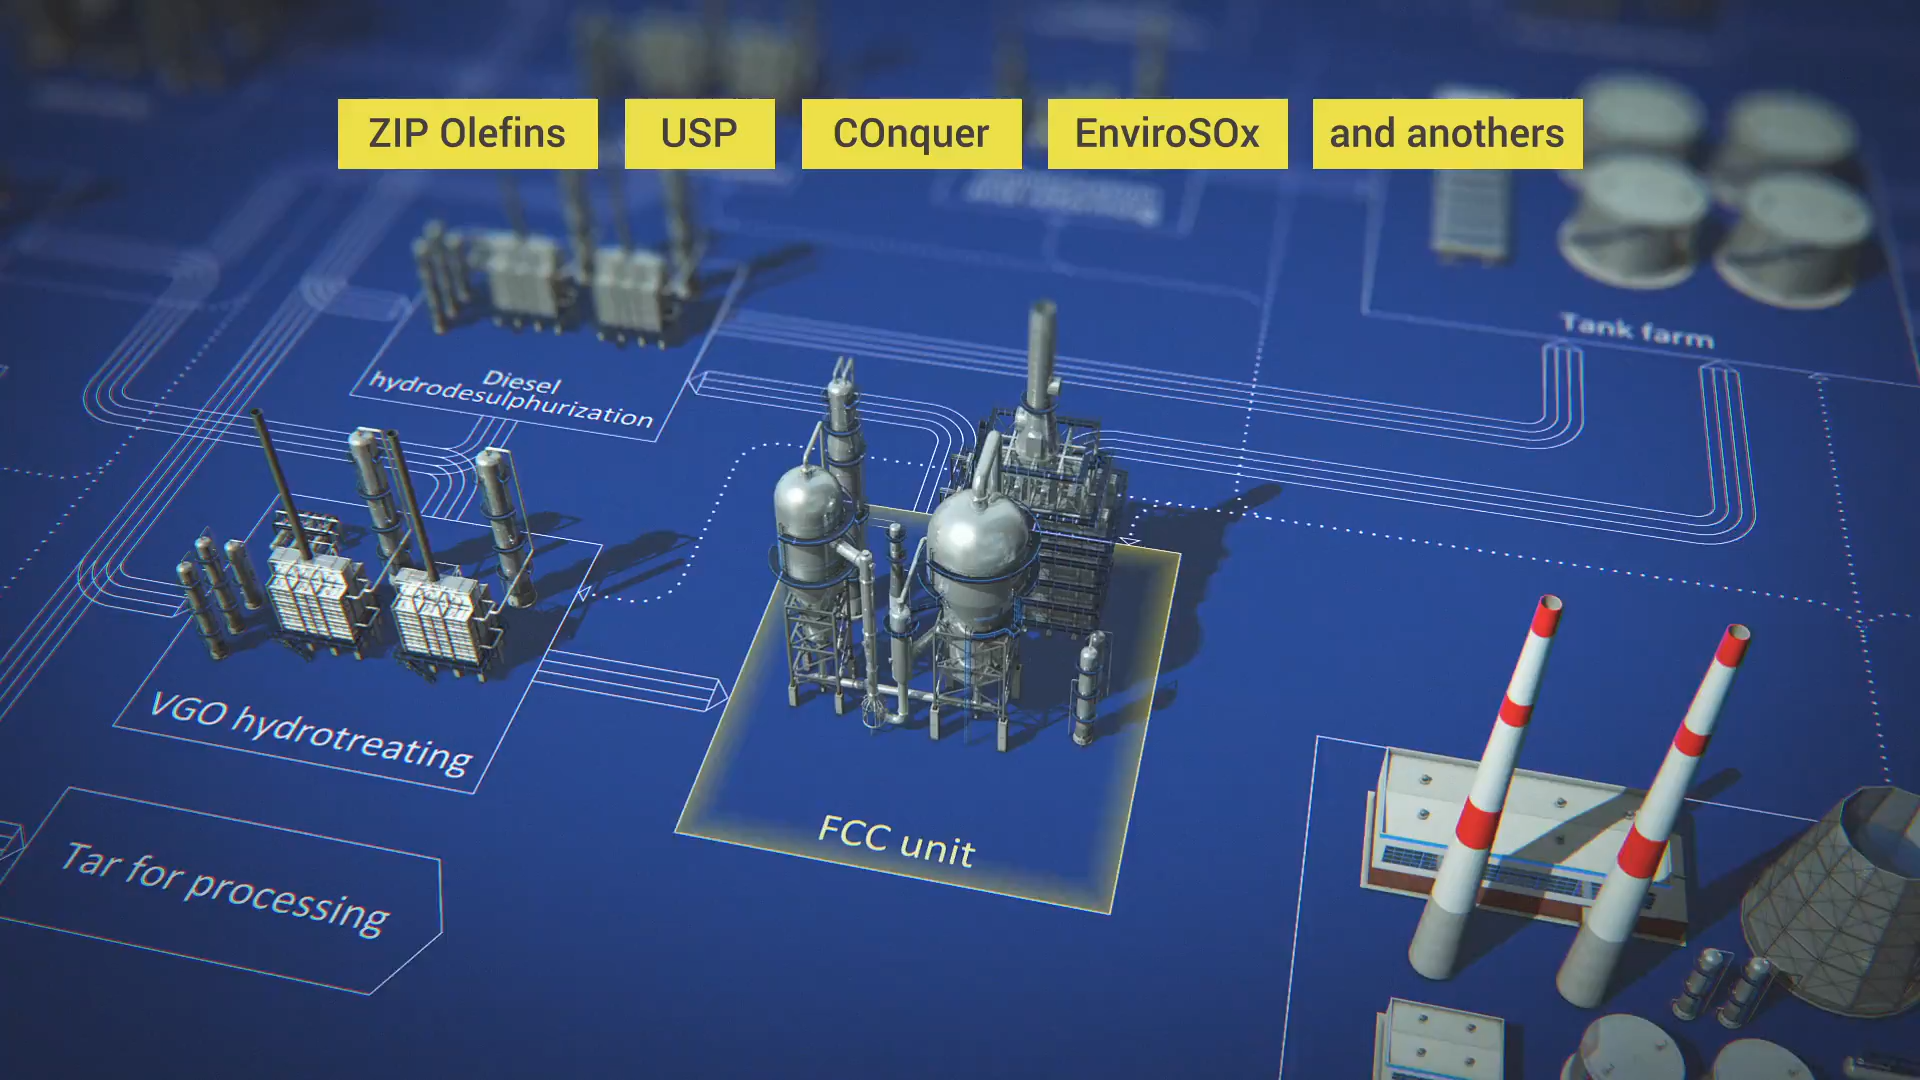 ZIP Olefins
USP
COnquer
EnviroSOx
and anothers
Tank farm
Diesel
hydrodesulphurization
VGO hydrotreating
FCC unit
Tar for processing